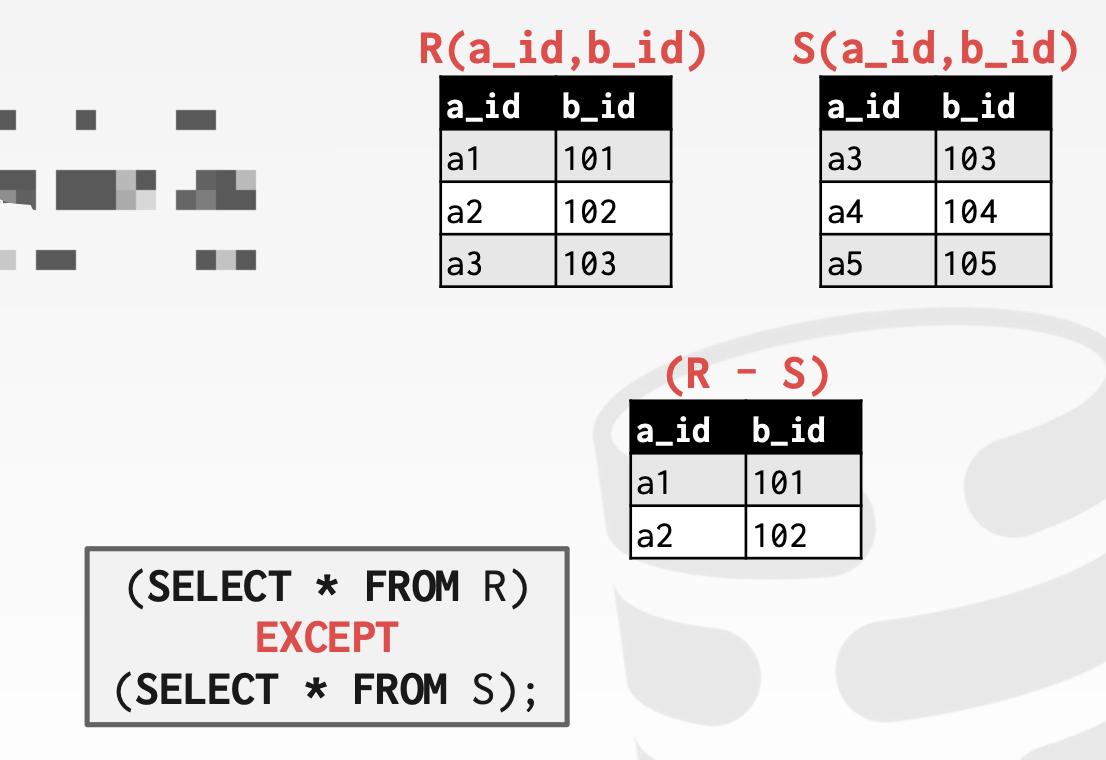 R(a_id,b_id)
a_id b_id
a1 101
a2 102
a3 103
S(a_id,b_id)
a_id b_id
a3 103
a4 104
a5 105
(R - S)
a_id b_id
a1 101
a2 102
(SELECT * FROM R)
EXCEPT
(SELECT * FROM S);